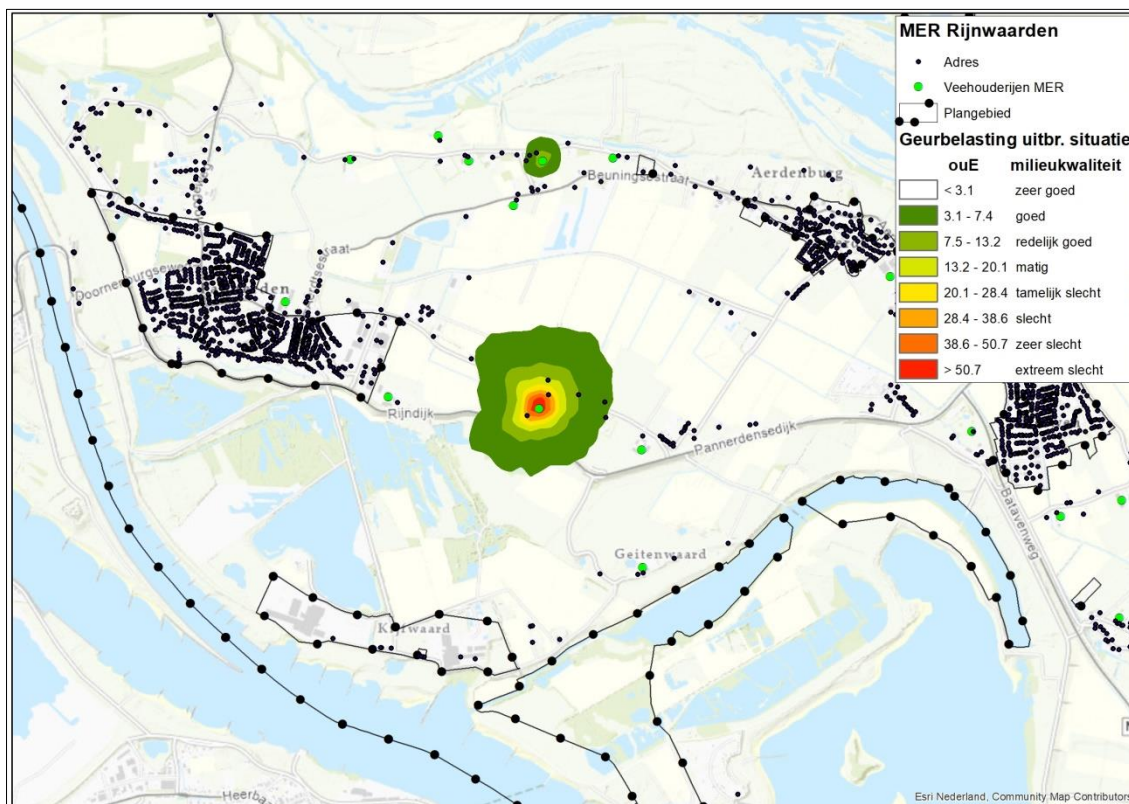 MER Rijnwaarden
Adres
Veehouderijen MER
Plangebied
Geurbelasting uitbr. situatie
ouE milieukwaliteit
< 3.1 zeer goed
3.1 - 7.4 goed
7.5 - 13.2 redelijk goed
13.2 - 20.1 matig
20.1 - 28.4 tamelijk slecht
28.4 - 38.6 slecht
38.6 - 50.7 zeer slecht
> 50.7 extreem slecht
Beuningsestraat
Aerdenburg
Rijndijk
Pannerdensedijk
Batavenweg
Geitenwaard
Esri Nederland, Community Map Contributors